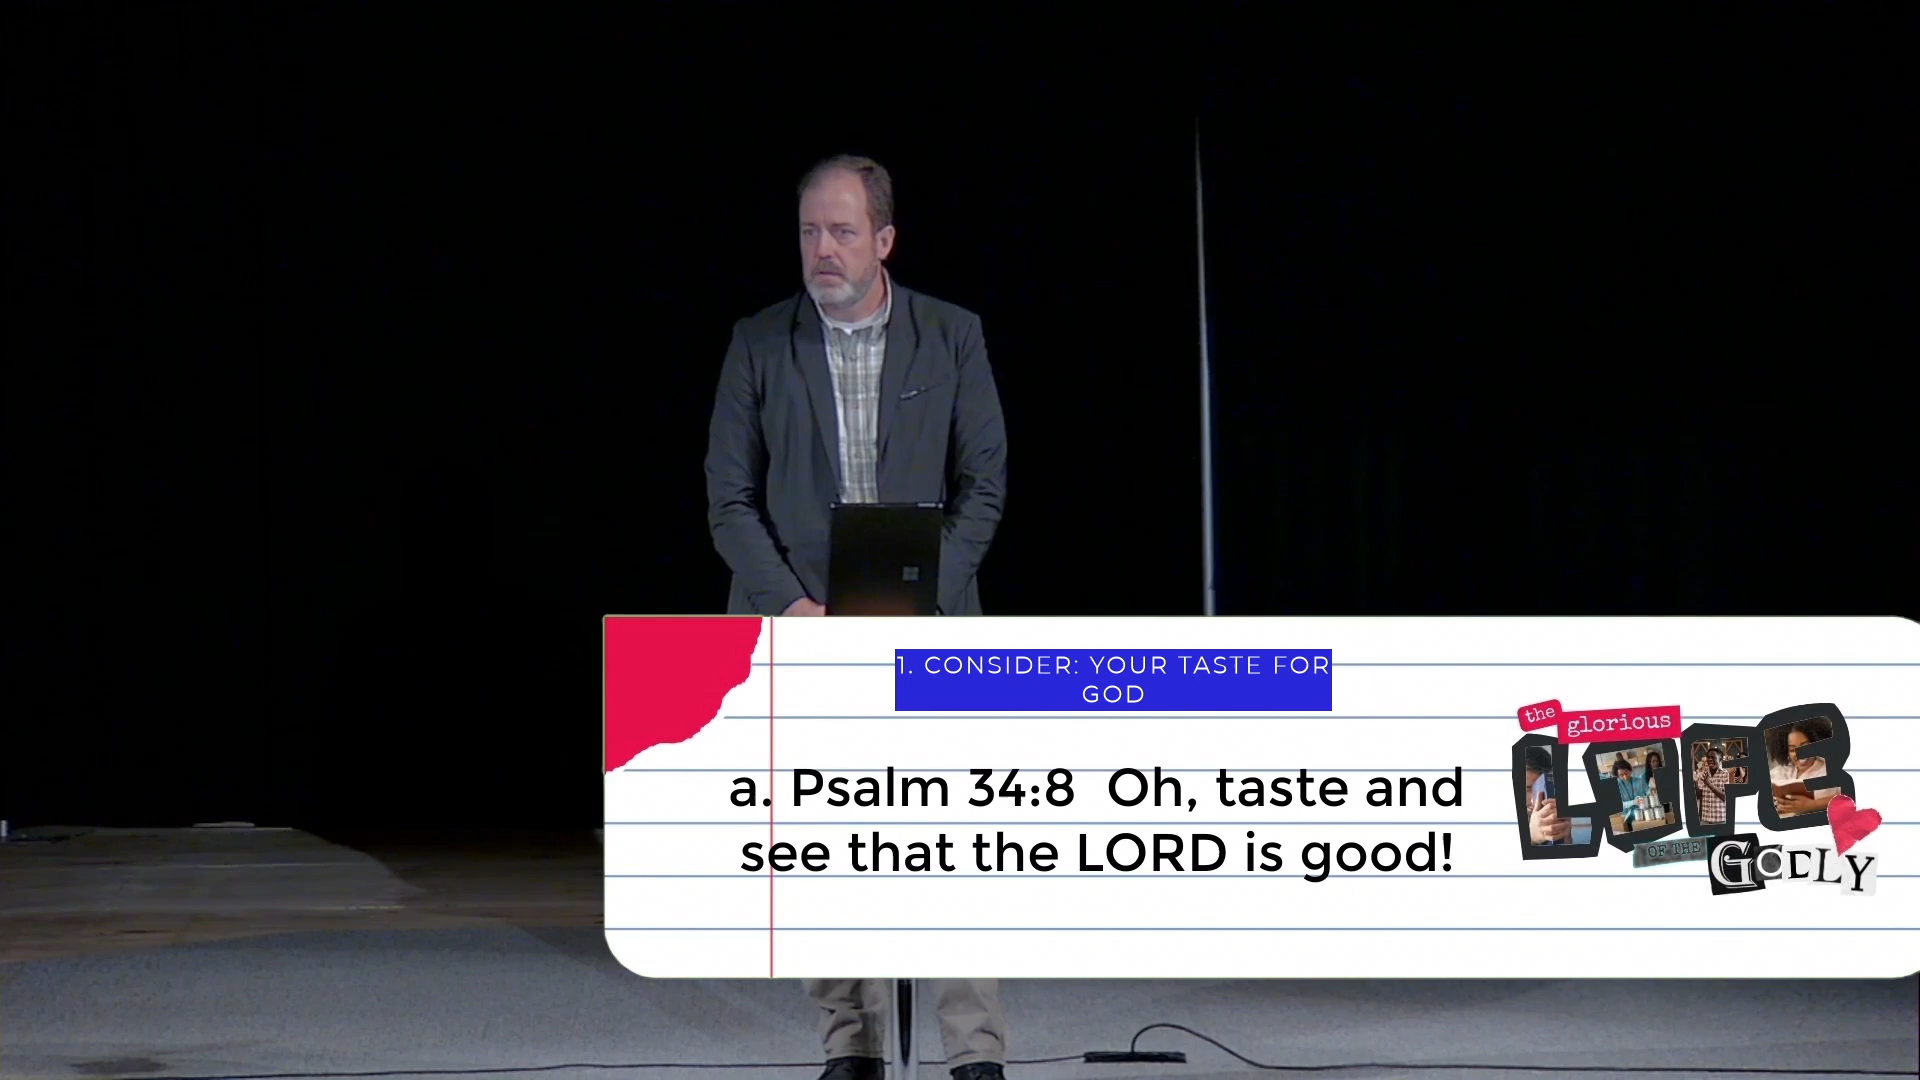 1. CONSIDER: YOUR TASTE FOR
GOD
a. Psalm 34:8  Oh, taste and
see that the LORD is good!
the
glorious
LIFE
OF THE
GODLY